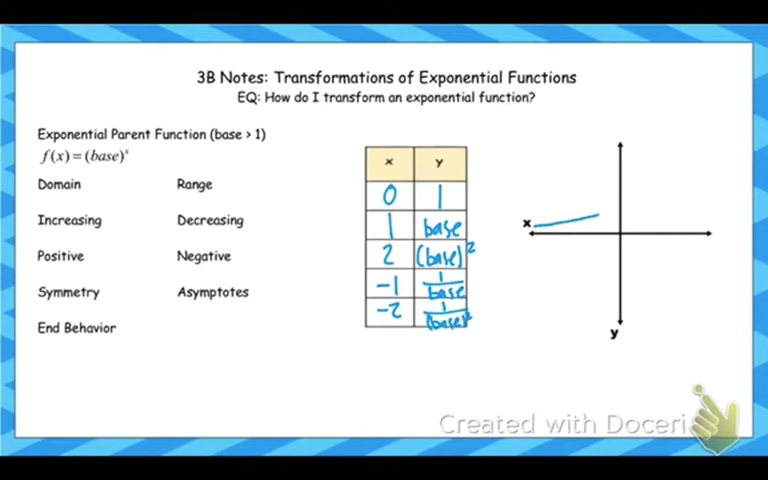 3B Notes: Transformations of Exponential Functions
EQ: How do I transform an exponential function?
Exponential Parent Function (base > 1)
f(x) = (base)^x
Domain Range
Increasing Decreasing
Positive Negative
Symmetry Asymptotes
End Behavior
x y
0 1
1 base
2 (base)^2
-1 1/base
-2 1/(base)^2
x
y
Created with Doceri